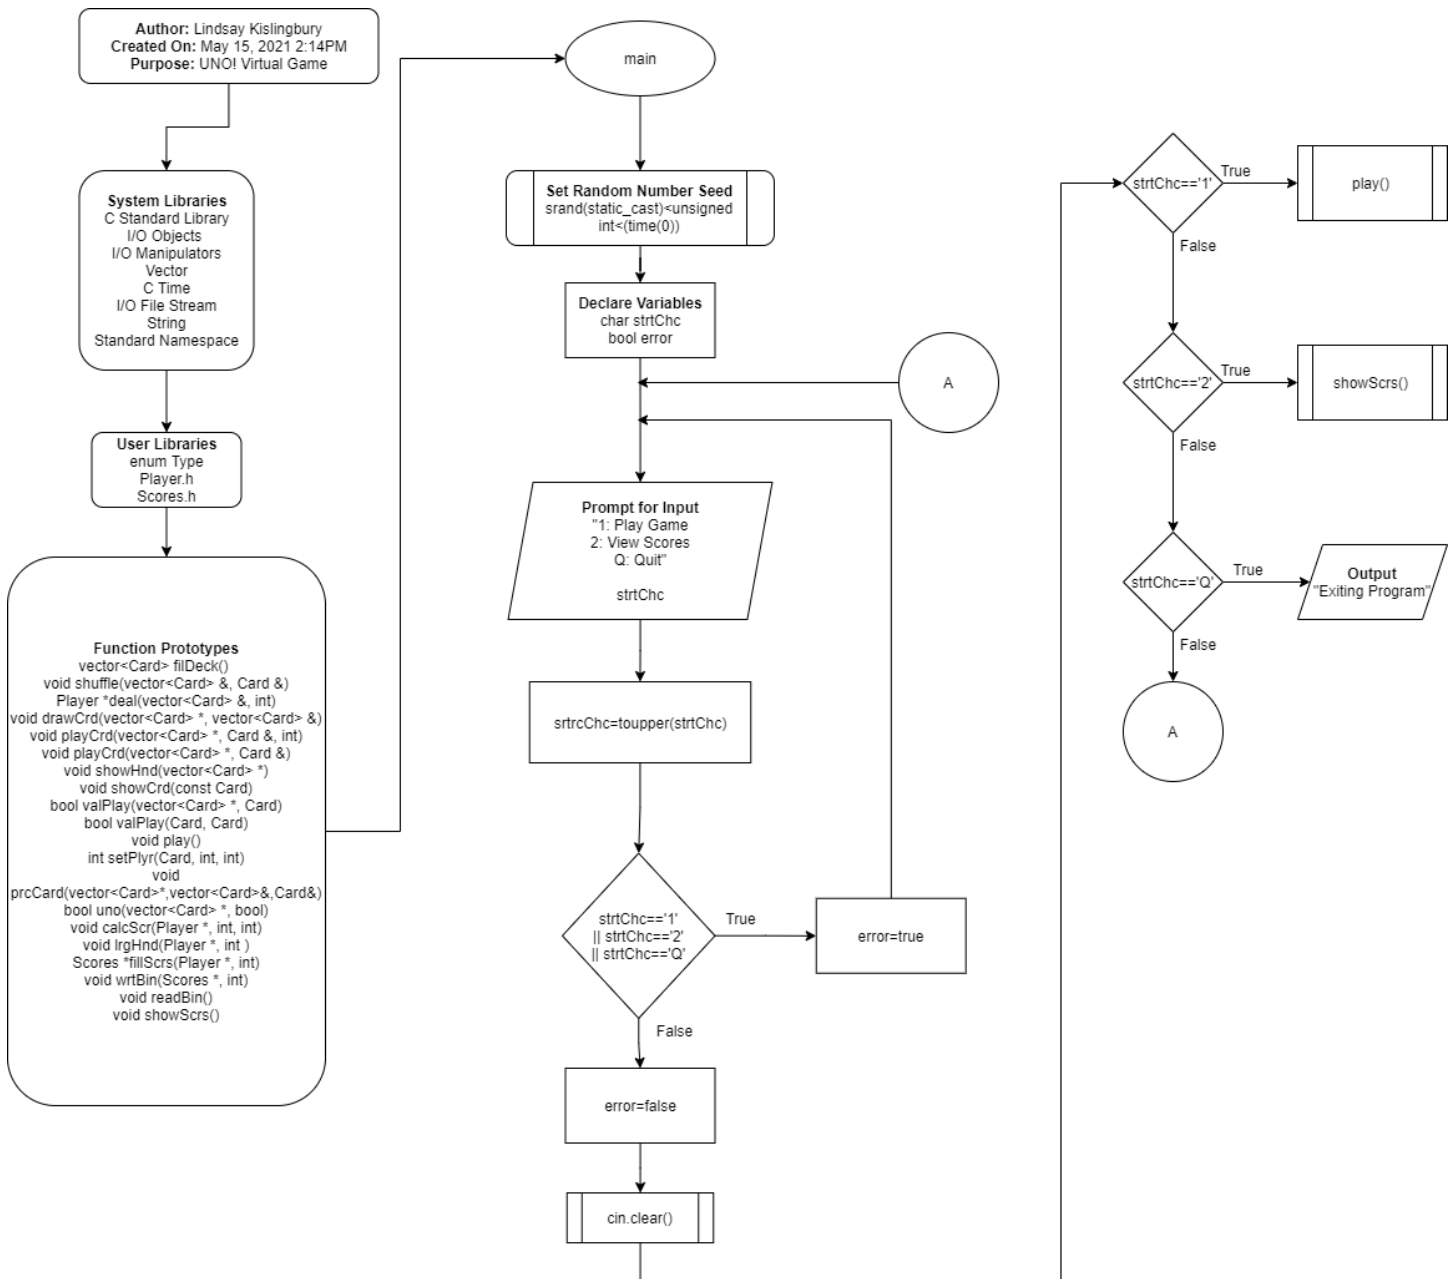 Author: Lindsay Kislingbury
Created On: May 15, 2021 2:14PM
Purpose: UNO! Virtual Game
System Libraries
C Standard Library
I/O Objects
I/O Manipulators
Vector
C Time
I/O File Stream
String
Standard Namespace
User Libraries
enum Type
Player.h
Scores.h
Function Prototypes
vector<Card> filDeck()
void shuffle(vector<Card> &, Card &)
Player *deal(vector<Card> &, int)
void drawCrd(vector<Card> *, vector<Card> &)
void playCrd(vector<Card> *, Card &, int)
void playCrd(vector<Card> *, Card &)
void showHnd(vector<Card> *)
void showCrd(const Card)
bool valPlay(vector<Card> *, Card)
bool valPlay(Card, Card)
void play()
int setPlyr(Card, int, int)
void
prcCard(vector<Card>*,vector<Card>&,Card&)
bool uno(vector<Card> *, bool)
void calcScr(Player *, int, int)
void lrgHnd(Player *, int )
Scores *fillScrs(Player *, int)
void wrtBin(Scores *, int)
void readBin()
void showScrs()
main
Set Random Number Seed
srand(static_cast)<unsigned
int<(time(0))
Declare Variables
char strtChc
bool error
A
Prompt for Input
"1: Play Game
2: View Scores
Q: Quit"
strtChc
srtrcChc=toupper(strtChc)
strtChc=='1'
|| strtChc=='2'
|| strtChc=='Q'
True
error=true
False
error=false
cin.clear()
strtChc=='1'
True
play()
False
strtChc=='2'
True
showScrs()
False
strtChc=='Q'
True
Output
"Exiting Program"
False
A